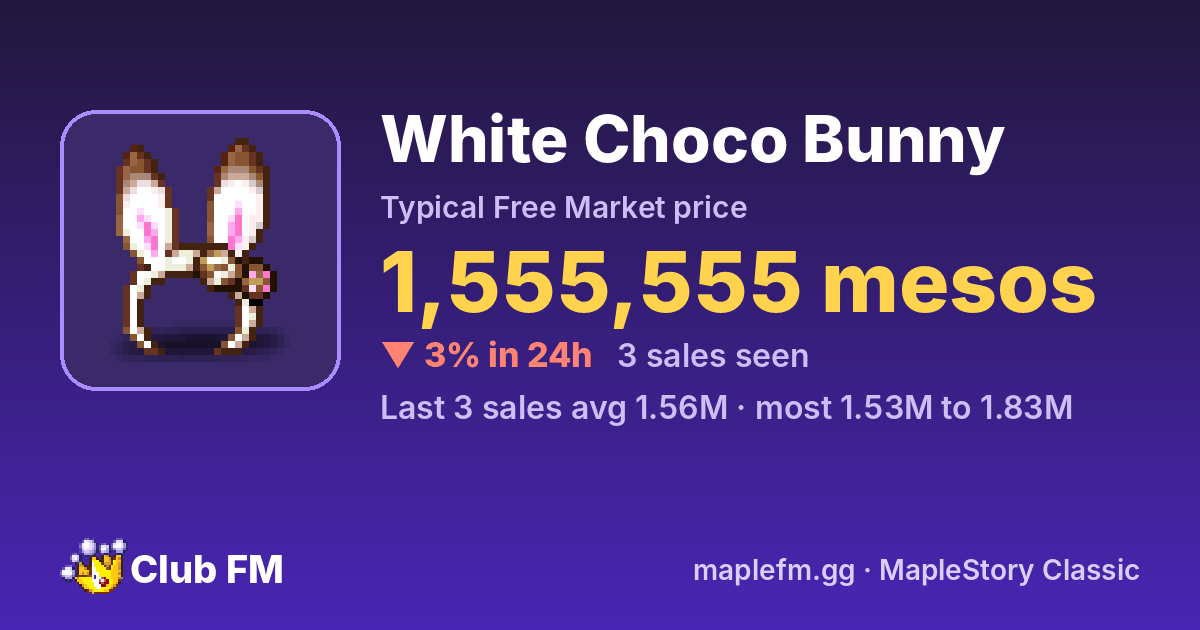 White Choco Bunny
Typical Free Market price
1,555,555 mesos
▼ 3% in 24h 3 sales seen
Last 3 sales avg 1.56M · most 1.53M to 1.83M
Club FM
maplefm.gg · MapleStory Classic